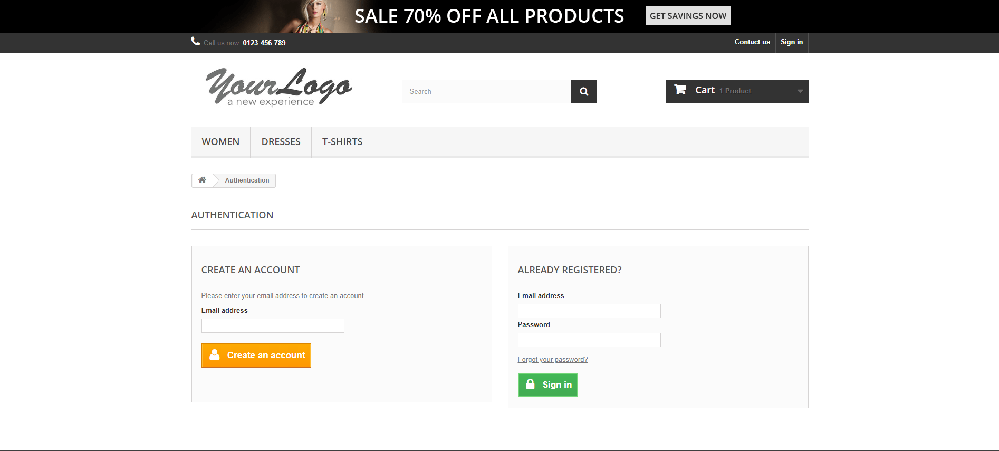 SALE 70% OFF ALL PRODUCTS GET SAVINGS NOW
Call us now: 0123-456-789 Contact us Sign in
YourLogo
a new experience
Search
Cart 1 Product
WOMEN DRESSES T-SHIRTS
Authentication
AUTHENTICATION
CREATE AN ACCOUNT
Please enter your email address to create an account.
Email address
Create an account
ALREADY REGISTERED?
Email address
Password
Forgot your password?
Sign in